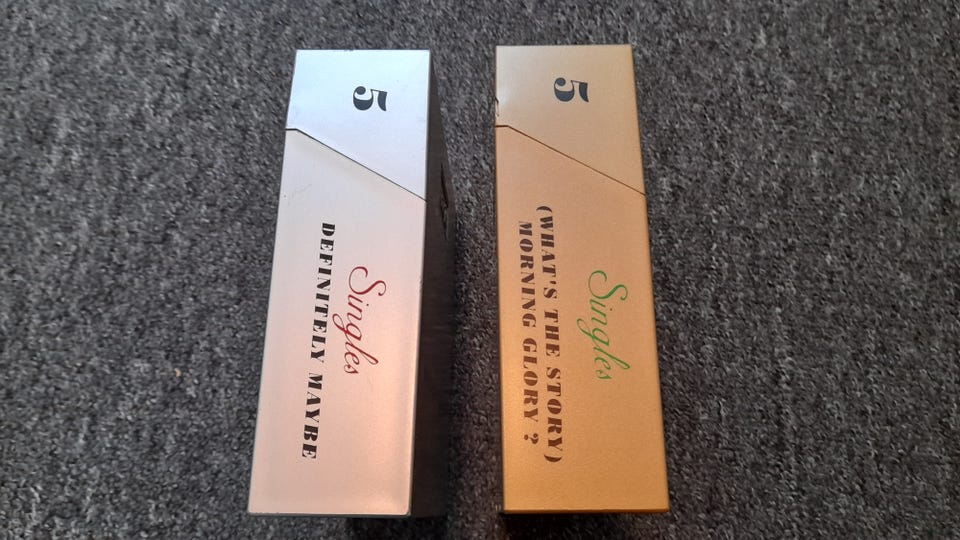 5
Singles
DEFINITELY MAYBE
5
Singles
(WHAT'S THE STORY)
MORNING GLORY ?